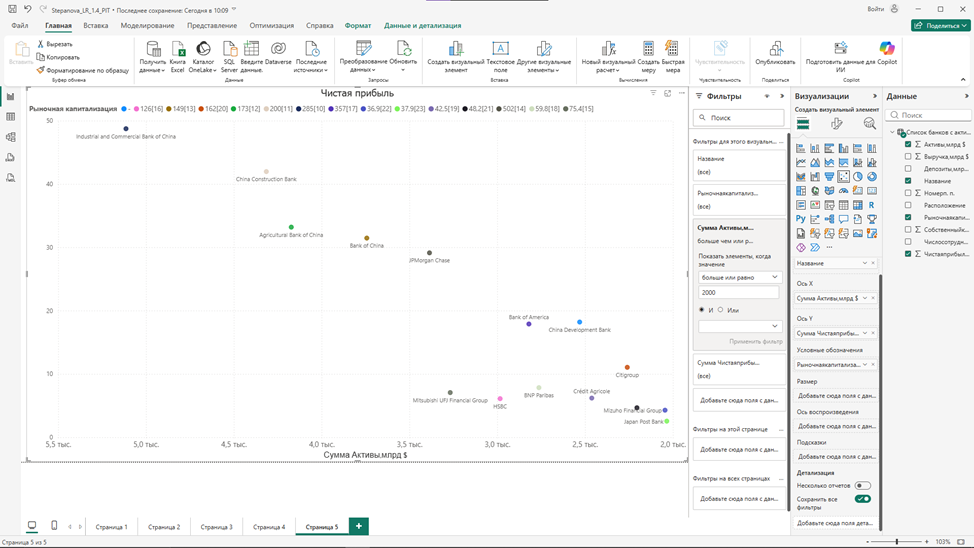 Stepanova_LR_1.4_PIT • Последнее сохранение: Сегодня в 10:09
Войти
Файл Главная Вставка Моделирование Представление Оптимизация Справка Формат Данные и детализация
Поделиться
Вставить
Вырезать
Копировать
Форматирование по образцу
Буфер обмена
Получить данные
Книга Excel
Каталог OneLake
SQL Server
Введите данные
Dataverse
Последние источники
Данные
Преобразование данных
Обновить
Запросы
Создать визуальный элемент
Текстовое поле
Другие визуальные элементы
Вставка
Новый визуальный расчет
Создать меру
Быстрая мера
Вычисления
Чувствительность
Чувствительность
Опубликовать
Поделиться
Подготовить данные для ИИ
Copilot
Copilot
Чистая прибыль
Рыночная капитализация - 126[16] 149[13] 162[20] 173[12] 200[11] 285[10] 357[17] 36.9[22] 37.9[23] 42.5[19] 48.2[21] 502[14] 59.8[18] 75.4[15]
50
Industrial and Commercial Bank of China
40
China Construction Bank
30
Agricultural Bank of China
Bank of China
JPMorgan Chase
20
Bank of America
China Development Bank
10
Citigroup
Mitsubishi UFJ Financial Group
HSBC
BNP Paribas
Crédit Agricole
Mizuho Financial Group
Japan Post Bank
0
5,5 тыс. 5,0 тыс. 4,5 тыс. 4,0 тыс. 3,5 тыс. 3,0 тыс. 2,5 тыс. 2,0 тыс.
Сумма Активы,млрд $
Фильтры
Поиск
Фильтры для этого визуальн... ...
Название
(все)
Рыночнаякапитализ...
(все)
Сумма Активы,м...
больше чем или р...
Показать элементы, когда значение
больше или равно
2000
И Или
Применить фильтр
Сумма Чистаяприбы...
(все)
Добавьте сюда поля с дан...
Фильтры на этой странице ...
Добавьте сюда поля с дан...
Фильтры на всех страницах ...
Добавьте сюда поля с дан...
Визуализации
Создать визуальный элемент
R
Py
...
Название
Ось X
Сумма Активы,млрд $
Ось Y
Сумма Чистаяприбы...
Условные обозначения
Рыночнаякапитализа...
Размер
Добавьте сюда поля с дан...
Ось воспроизведения
Добавьте сюда поля с дан...
Подсказки
Добавьте сюда поля с дан...
Детализация
Несколько отчетов
Сохранить все фильтры
Добавьте сюда поля дета...
Данные
Поиск
Список банков с акти...
Активы,млрд $
Выручка,млрд $
Депозиты,млр...
Название
Номерп. п.
Расположение
Рыночнаякапи...
Собственныйк...
Числосотрудн...
Чистаяприбыл...
Страница 1 Страница 2 Страница 3 Страница 4 Страница 5 +
Страница 5 из 5
- + 103%